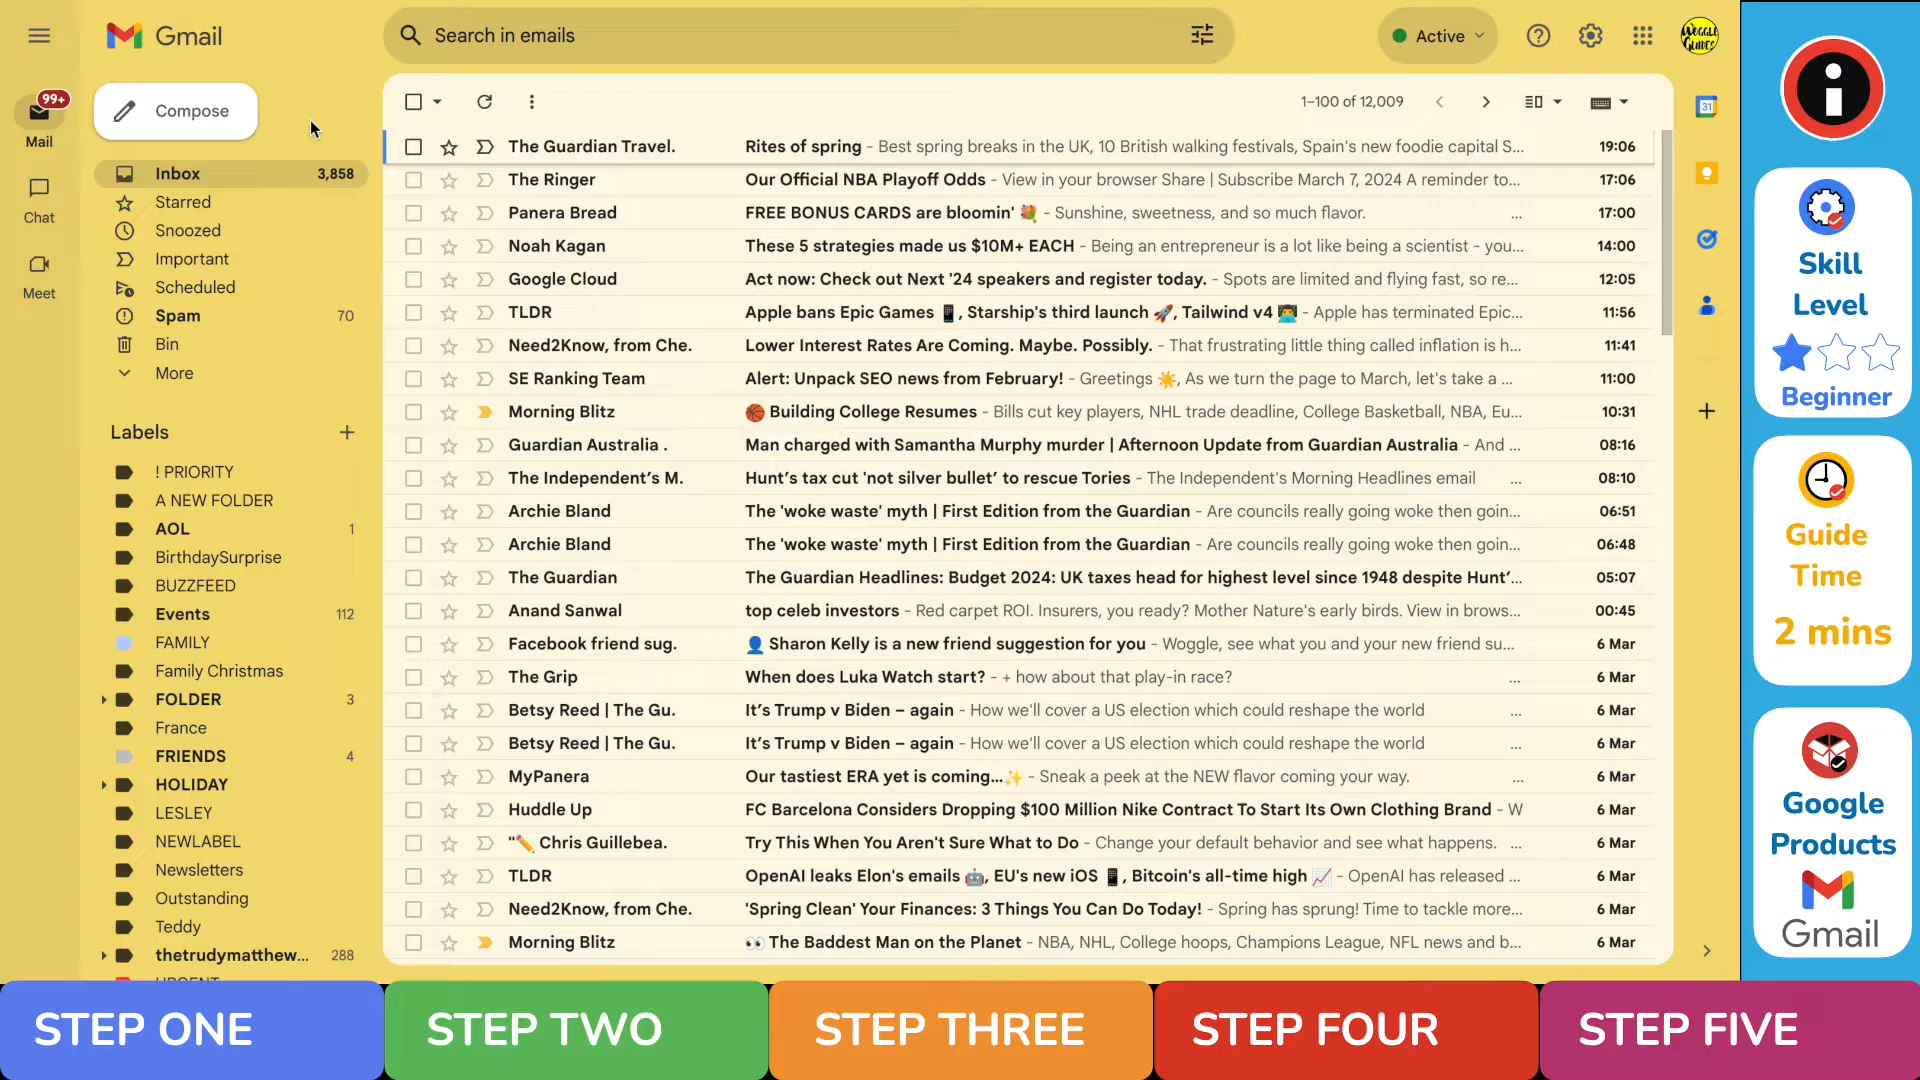 Gmail
Search in emails
Active
WOGGLE GUIDES
99+
Mail
Chat
Meet
Compose
Inbox 3,858
Starred
Snoozed
Important
Scheduled
Spam 70
Bin
More
Labels
! PRIORITY
A NEW FOLDER
AOL 1
BirthdaySurprise
BUZZFEED
Events 112
FAMILY
Family Christmas
FOLDER 3
France
FRIENDS 4
HOLIDAY
LESLEY
NEWLABEL
Newsletters
Outstanding
Teddy
thetrudymatthew... 288
URGENT
1–100 of 12,009
The Guardian Travel. Rites of spring - Best spring breaks in the UK, 10 British walking festivals, Spain's new foodie capital S... 19:06
The Ringer Our Official NBA Playoff Odds - View in your browser Share | Subscribe March 7, 2024 A reminder to... 17:06
Panera Bread FREE BONUS CARDS are bloomin' 💐 - Sunshine, sweetness, and so much flavor. ... 17:00
Noah Kagan These 5 strategies made us $10M+ EACH - Being an entrepreneur is a lot like being a scientist - you... 14:00
Google Cloud Act now: Check out Next '24 speakers and register today. - Spots are limited and flying fast, so re... 12:05
TLDR Apple bans Epic Games 📱, Starship's third launch 🚀, Tailwind v4 👨‍💻 - Apple has terminated Epic... 11:56
Need2Know, from Che. Lower Interest Rates Are Coming. Maybe. Possibly. - That frustrating little thing called inflation is h... 11:41
SE Ranking Team Alert: Unpack SEO news from February! - Greetings ☀️, As we turn the page to March, let's take a ... 11:00
Morning Blitz 🏀 Building College Resumes - Bills cut key players, NHL trade deadline, College Basketball, NBA, Eu... 10:31
Guardian Australia . Man charged with Samantha Murphy murder | Afternoon Update from Guardian Australia - And ... 08:16
The Independent’s M. Hunt’s tax cut 'not silver bullet’ to rescue Tories - The Independent's Morning Headlines email ... 08:10
Archie Bland The 'woke waste' myth | First Edition from the Guardian - Are councils really going woke then goin... 06:51
Archie Bland The 'woke waste' myth | First Edition from the Guardian - Are councils really going woke then goin... 06:48
The Guardian The Guardian Headlines: Budget 2024: UK taxes head for highest level since 1948 despite Hunt’... 05:07
Anand Sanwal top celeb investors - Red carpet ROI. Insurers, you ready? Mother Nature's early birds. View in brows... 00:45
Facebook friend sug. 👤 Sharon Kelly is a new friend suggestion for you - Woggle, see what you and your new friend su... 6 Mar
The Grip When does Luka Watch start? - + how about that play-in race? ... 6 Mar
Betsy Reed | The Gu. It’s Trump v Biden – again - How we'll cover a US election which could reshape the world ... 6 Mar
Betsy Reed | The Gu. It’s Trump v Biden – again - How we'll cover a US election which could reshape the world ... 6 Mar
MyPanera Our tastiest ERA yet is coming...✨ - Sneak a peek at the NEW flavor coming your way. ... 6 Mar
Huddle Up FC Barcelona Considers Dropping $100 Million Nike Contract To Start Its Own Clothing Brand - W 6 Mar
"✏️ Chris Guillebea. Try This When You Aren't Sure What to Do - Change your default behavior and see what happens. ... 6 Mar
TLDR OpenAI leaks Elon's emails 🤖, EU's new iOS 📱, Bitcoin's all-time high 📈 - OpenAI has released ... 6 Mar
Need2Know, from Che. 'Spring Clean' Your Finances: 3 Things You Can Do Today! - Spring has sprung! Time to tackle more... 6 Mar
Morning Blitz 👀 The Baddest Man on the Planet - NBA, NHL, College hoops, Champions League, NFL news and b... 6 Mar
31
i
Skill
Level
Beginner
Guide
Time
2 mins
Google
Products
Gmail
STEP ONE
STEP TWO
STEP THREE
STEP FOUR
STEP FIVE